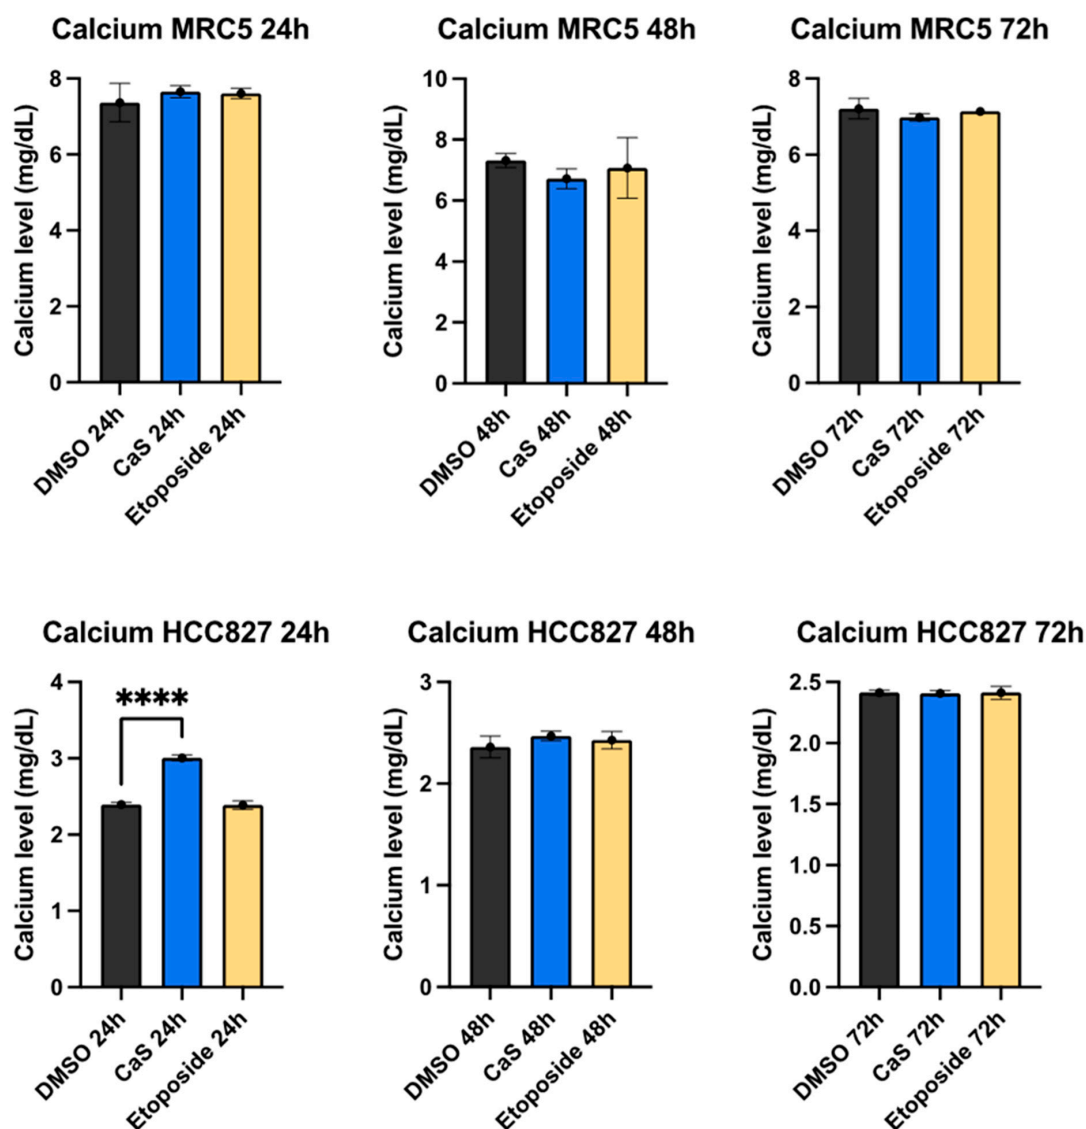 Calcium MRC5 24h
Calcium level (mg/dL)
8
6
4
2
0
DMSO 24h
CaS 24h
Etoposide 24h
Calcium MRC5 48h
Calcium level (mg/dL)
10
8
6
4
2
0
DMSO 48h
CaS 48h
Etoposide 48h
Calcium MRC5 72h
Calcium level (mg/dL)
8
6
4
2
0
DMSO 72h
CaS 72h
Etoposide 72h
Calcium HCC827 24h
Calcium level (mg/dL)
4
3
2
1
0
****
DMSO 24h
CaS 24h
Etoposide 24h
Calcium HCC827 48h
Calcium level (mg/dL)
3
2
1
0
DMSO 48h
CaS 48h
Etoposide 48h
Calcium HCC827 72h
Calcium level (mg/dL)
2.5
2.0
1.5
1.0
0.5
0.0
DMSO 72h
CaS 72h
Etoposide 72h